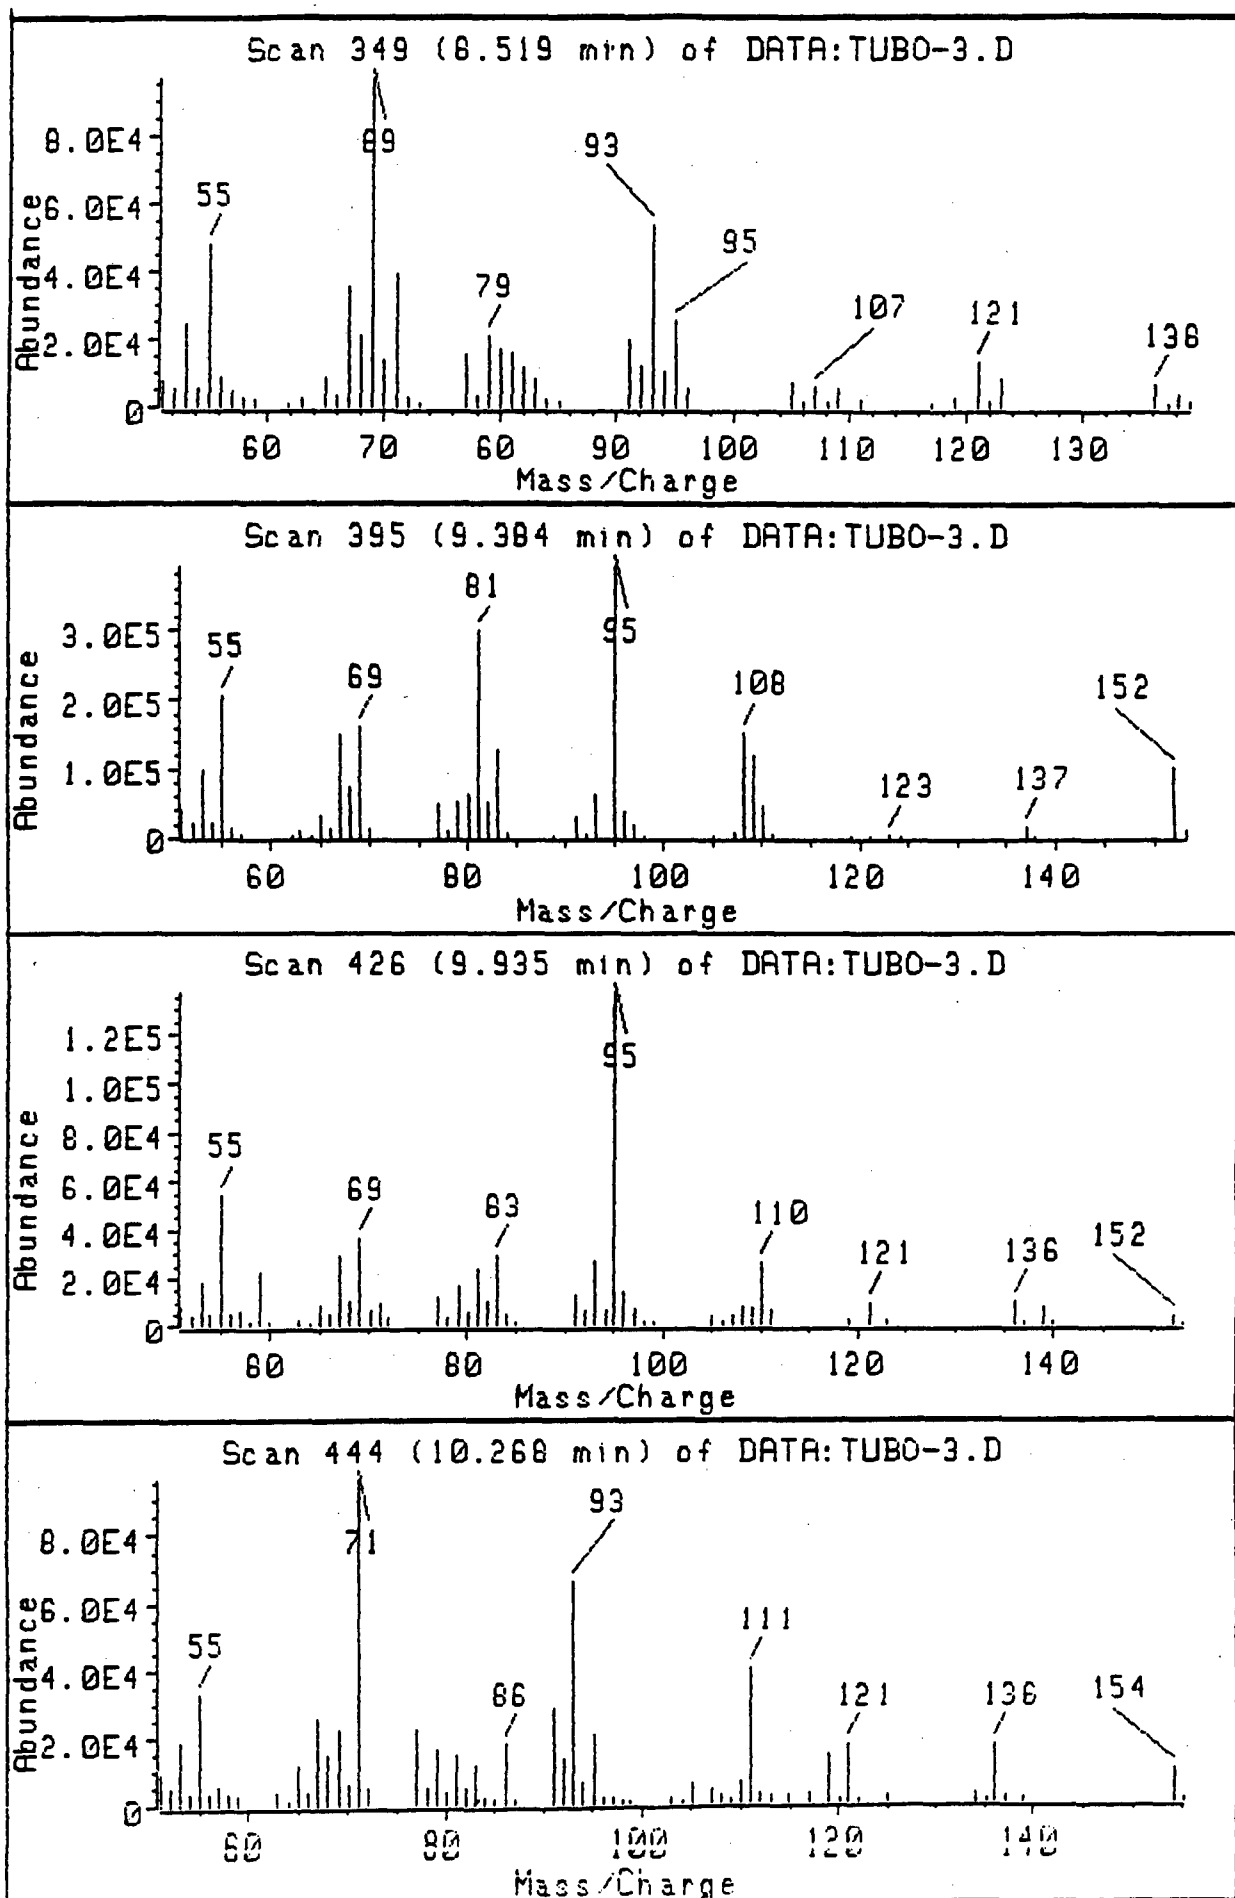 Scan 349 (8.519 min) of DATA:TUBO-3.D
Abundance
8.0E4
6.0E4
4.0E4
2.0E4
0
55
69
79
93
95
107
121
136
60 70 80 90 100 110 120 130
Mass/Charge
Scan 395 (9.384 min) of DATA:TUBO-3.D
Abundance
3.0E5
2.0E5
1.0E5
0
55
69
81
95
108
123
137
152
60 80 100 120 140
Mass/Charge
Scan 426 (9.935 min) of DATA:TUBO-3.D
Abundance
1.2E5
1.0E5
8.0E4
6.0E4
4.0E4
2.0E4
0
55
69
83
95
110
121
136
152
60 80 100 120 140
Mass/Charge
Scan 444 (10.268 min) of DATA:TUBO-3.D
Abundance
8.0E4
6.0E4
4.0E4
2.0E4
0
55
71
86
93
111
121
136
154
60 80 100 120 140
Mass/Charge